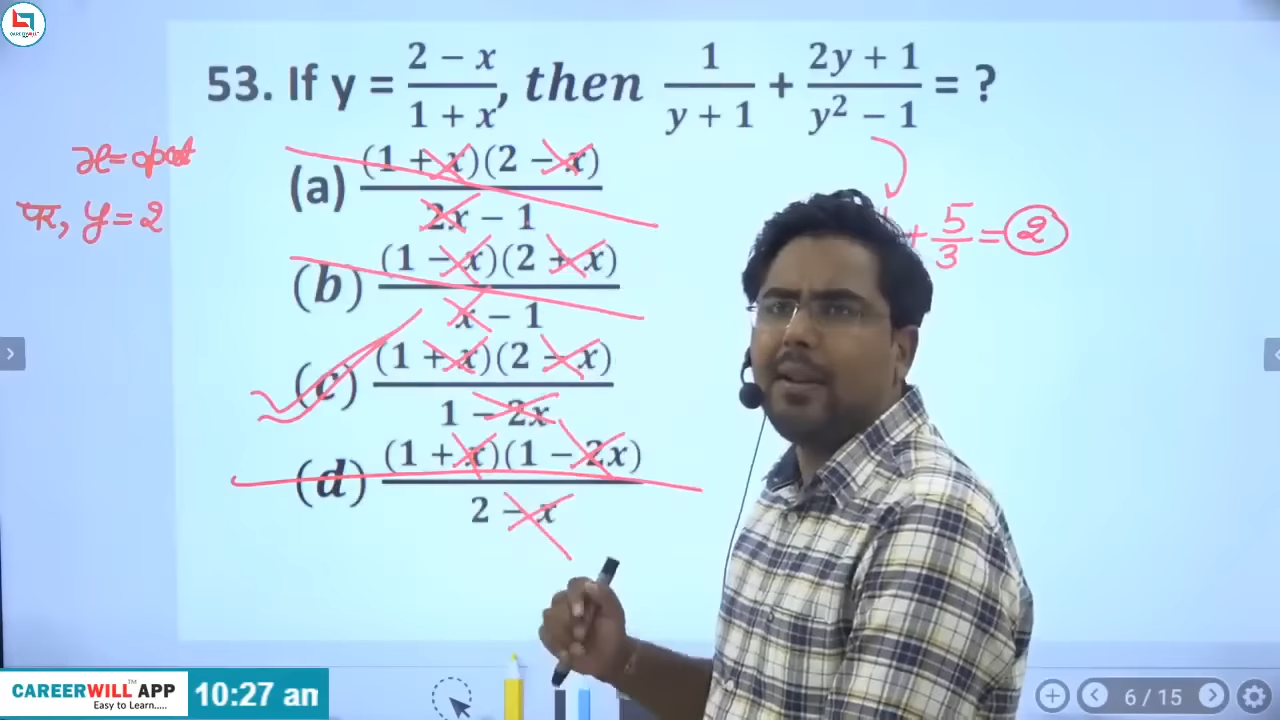 CAREERWILL
53. If y = (2 − x)/(1 + x), then 1/(y + 1) + (2y + 1)/(y² − 1) = ?
x=
पर, y=2
+ 5/3 = 2
(a) (1 + x)(2 − x)/(2x − 1)
(b) (1 − x)(2 + x)/(x − 1)
(c) (1 + x)(2 − x)/(1 − 2x)
(d) (1 + x)(1 − 2x)/(2 − x)
CAREERWILL™ APP
Easy to Learn.....
10:27 am
6 / 15